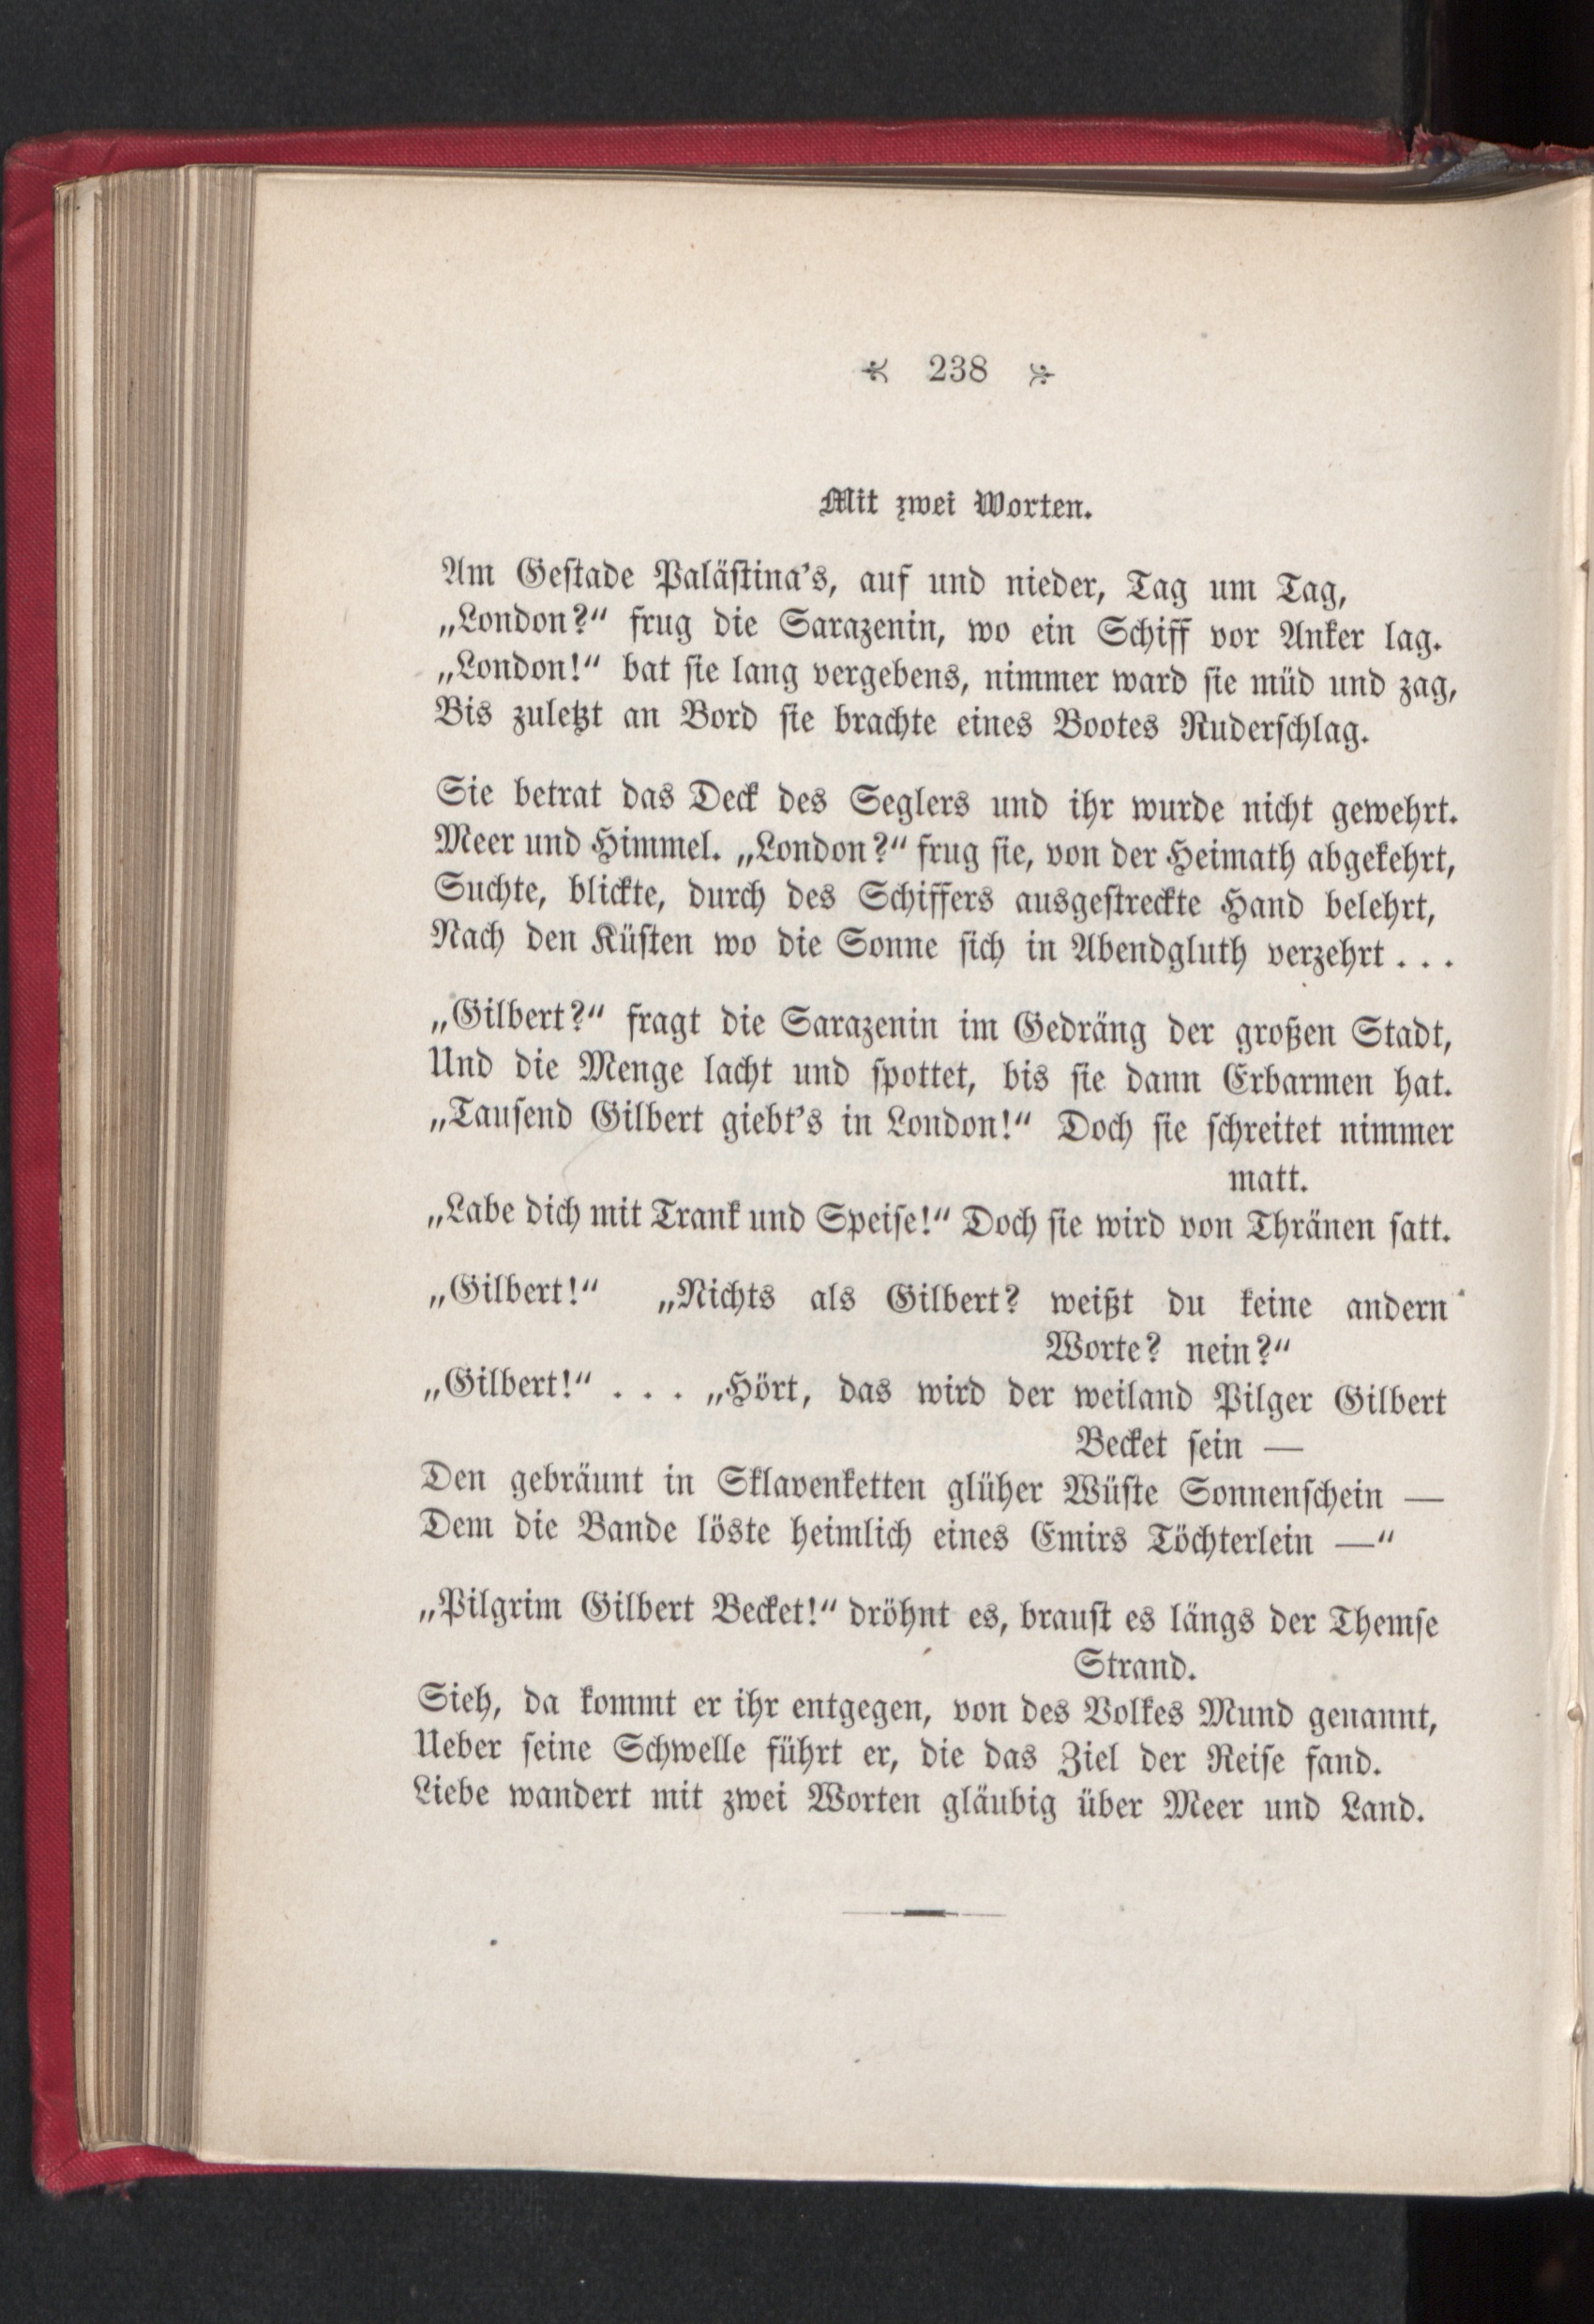 238
Mit zwei Worten.
Am Gestade Palästina's, auf und nieder, Tag um Tag,
„London?“ frug die Sarazenin, wo ein Schiff vor Anker lag.
„London!“ bat sie lang vergebens, nimmer ward sie müd und zag,
Bis zuletzt an Bord sie brachte eines Bootes Ruderschlag.
Sie betrat das Deck des Seglers und ihr wurde nicht gewehrt.
Meer und Himmel. „London?“ frug sie, von der Heimath abgekehrt,
Suchte, blickte, durch des Schiffers ausgestreckte Hand belehrt,
Nach den Küsten wo die Sonne sich in Abendgluth verzehrt . . .
„Gilbert?“ fragt die Sarazenin im Gedräng der großen Stadt,
Und die Menge lacht und spottet, bis sie dann Erbarmen hat.
„Tausend Gilbert giebt's in London!“ Doch sie schreitet nimmer
matt.
„Labe dich mit Trank und Speise!“ Doch sie wird von Thränen satt.
„Gilbert!“ „Nichts als Gilbert? weißt du keine andern
Worte? nein?“
„Gilbert!“ . . . „Hört, das wird der weiland Pilger Gilbert
Becket sein —
Den gebräunt in Sklavenketten glüher Wüste Sonnenschein —
Dem die Bande löste heimlich eines Emirs Töchterlein —“
„Pilgrim Gilbert Becket!“ dröhnt es, braust es längs der Themse
Strand.
Sieh, da kommt er ihr entgegen, von des Volkes Mund genannt,
Ueber seine Schwelle führt er, die das Ziel der Reise fand.
Liebe wandert mit zwei Worten gläubig über Meer und Land.